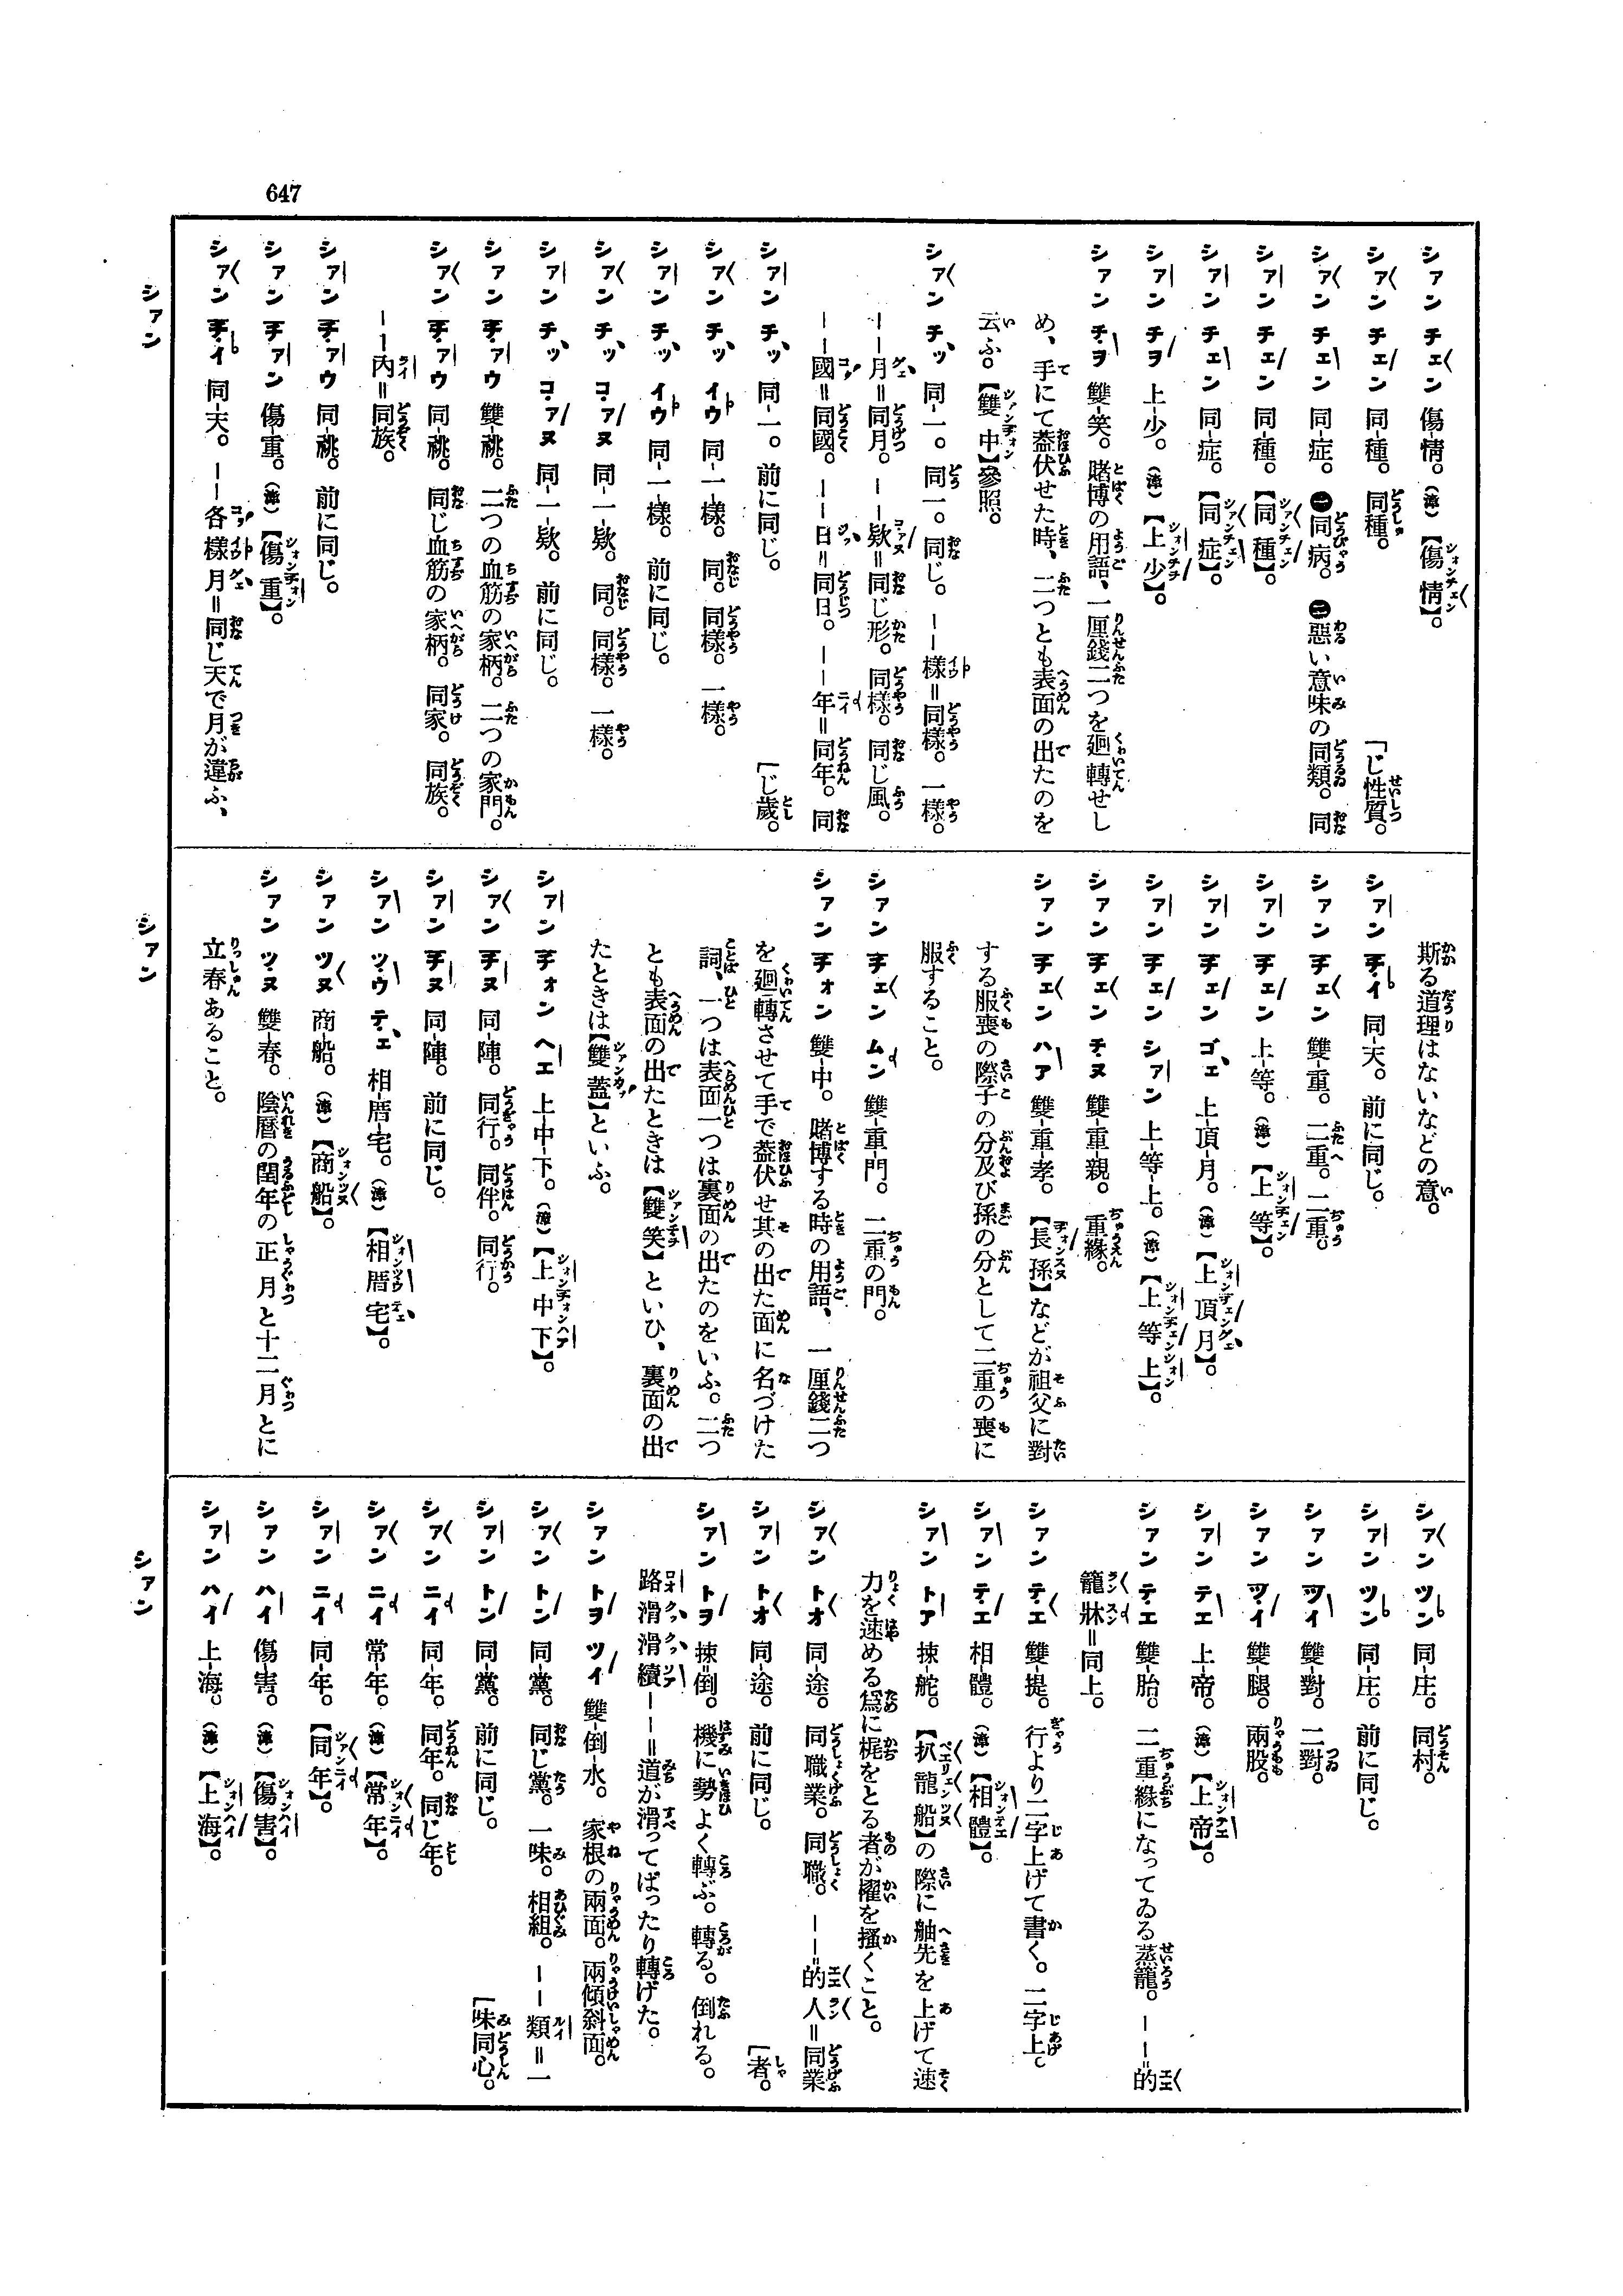 647
シァン チェン 傷-情。(漳)【傷情】。
シァン チェン 同-種。同種。
シァン チェン 同-症。㊀同病。㊁惡い意味の同類。同
[じ性質。
シァン チェン 同-種。【同種】。
シァン チェン 同-症。【同症】。
シァン チヲ 上-少。(漳)【上少】。
シァン チ・ヲ 雙-笑。賭博の用語、一厘錢二つを廻轉せし
め、手にて蓋伏せた時、二つとも表面の出たのを
云ふ。【雙中】參照。
シァン チッ 同-一。同一。同じ。――樣=同樣。一樣。
――月=同月。――欵=同じ形。同樣。同じ風。
――國=同國。――日=同日。――年=同年。同
[じ歲。
シァン チッ 同-一。前に同じ。
シァン チッ イウ 同-一-樣。同。同樣。一樣。
シァン チッ イウ 同-一-樣。前に同じ。
シァン チッ コ・ァヌ 同-一-欵。同。同樣。一樣。
シァン チッ コ・ァヌ 同-一-欵。前に同じ。
シァン チ・ァウ 雙-祧。二つの血筋の家柄。二つの家門。
シァン チ・ァウ 同-祧。同じ血筋の家柄。同家。同族。
――內=同族。
シァン チ・ァウ 同-祧。前に同じ。
シァン チァン 傷-重。(漳)【傷重】。
シァン チ・イ 同-天。――各樣月=同じ天で月が違ふ、
シァン
斯る道理はないなどの意。
シァン チ・イ 同-天。前に同じ。
シァン チェン 雙-重。二重。二重。
シァン チェン 上-等。(漳)【上等】。
シァン チェン ゴェ 上-頂-月。(漳)【上頂月】。
シァン チェン シァン 上-等-上。(漳)【上等上】。
シァン チェン チ・ヌ 雙-重-親。重緣。
シァン チェン ハア 雙-重-孝。【長孫】などが祖父に對
する服喪の際子の分及び孫の分として二重の喪に
服すること。
シァン チェン ムン 雙-重-門。二重の門。
シァン チォン 雙-中。賭博する時の用語、一厘錢二つ
を廻轉させて手で蓋伏せ其の出た面に名づけた
詞、一つは表面一つは裏面の出たのをいふ。二つ
とも表面の出たときは【雙笑】といひ、裏面の出
たときは【雙蓋】といふ。
シァン チォン ヘエ 上-中-下。(漳)【上中下】。
シァン チヌ 同-陣。同行。同伴。同行。
シァン チヌ 同-陣。前に同じ。
シァン ツ・ウ テ・ェ 相-厝-宅。(漳)【相厝宅】。
シァン ツヌ 商-船。(漳)【商船】。
シァン ツ・ヌ 雙-春。陰曆の閏年の正月と十二月とに
立春あること。
シァン
シァン ツン 同-庄。同村。
シァン ツン 同-庄。前に同じ。
シァン ツイ 雙-對。二對。
シァン ツ・イ 雙-腿。兩股。
シァン テエ 上-帝。(漳)【上帝】。
シァン テ・エ 雙-胎。二重緣になってゐる蒸籠。――=的
籠牀=同上。
シァン テ・エ 雙-提。行より二字上げて書く。二字上。
シァン テ・エ 相-體。(漳)【相體】。
シァン トア 揀-舵。【扒龍船】の際に舳先を上げて速
力を速める爲に梶をとる者が櫂を搔くこと。
シァン トオ 同-途。同職業。同職。――=的人=同業
[者。
シァン トオ 同-途。前に同じ。
シァン トヲ 揀=倒。機に勢よく轉ぶ。轉る。倒れる。
路滑滑續――=道が滑ってぱったり轉げた。
シァン トヲ ツイ 雙-倒-水。家根の兩面。兩傾斜面。
シァン トン 同-黨。同じ黨。一味。相組。――類=一
[味同心。
シァン トン 同-黨。前に同じ。
シァン ニイ 同-年。同年。同じ年。
シァン ニイ 常-年。(漳)【常年】。
シァン ニイ 同-年。【同年】。
シァン ハイ 傷-害。(漳)【傷害】。
シァン ハイ 上-海。(漳)【上海】。
シァン